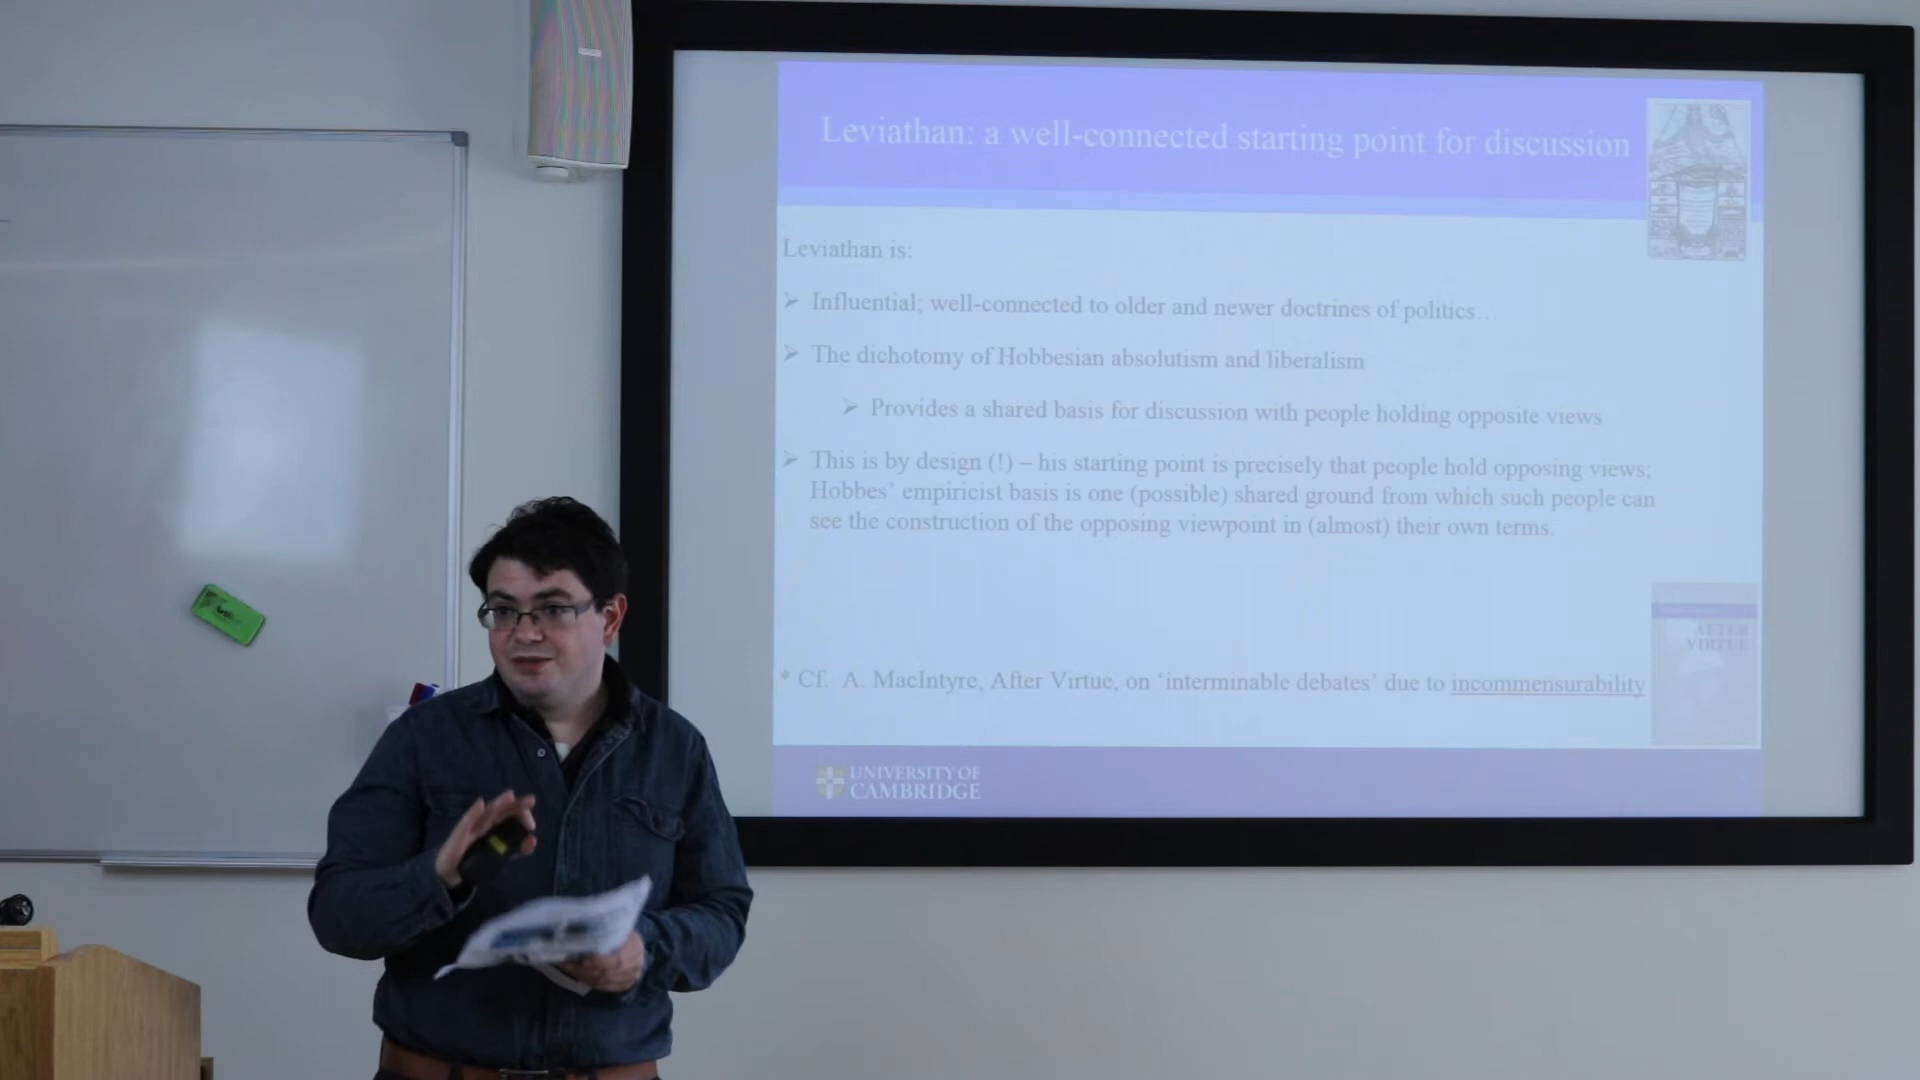 Leviathan: a well-connected starting point for discussion
Leviathan is:
➢ Influential; well-connected to older and newer doctrines of politics…
➢ The dichotomy of Hobbesian absolutism and liberalism
➢ Provides a shared basis for discussion with people holding opposite views
➢ This is by design (!) – his starting point is precisely that people hold opposing views;
Hobbes’ empiricist basis is one (possible) shared ground from which such people can
see the construction of the opposing viewpoint in (almost) their own terms.
AFTER
VIRTUE
* Cf. A. MacIntyre, After Virtue, on ‘interminable debates’ due to incommensurability
UNIVERSITY OF
CAMBRIDGE